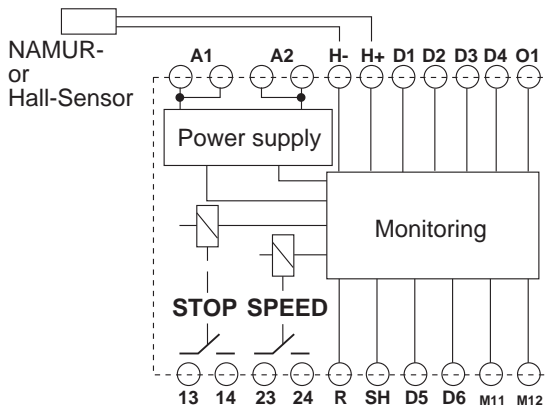 NAMUR-
or
Hall-Sensor
A1 A2 H- H+ D1 D2 D3 D4 O1
Power supply
Monitoring
STOP SPEED
13 14 23 24 R SH D5 D6 M11 M12